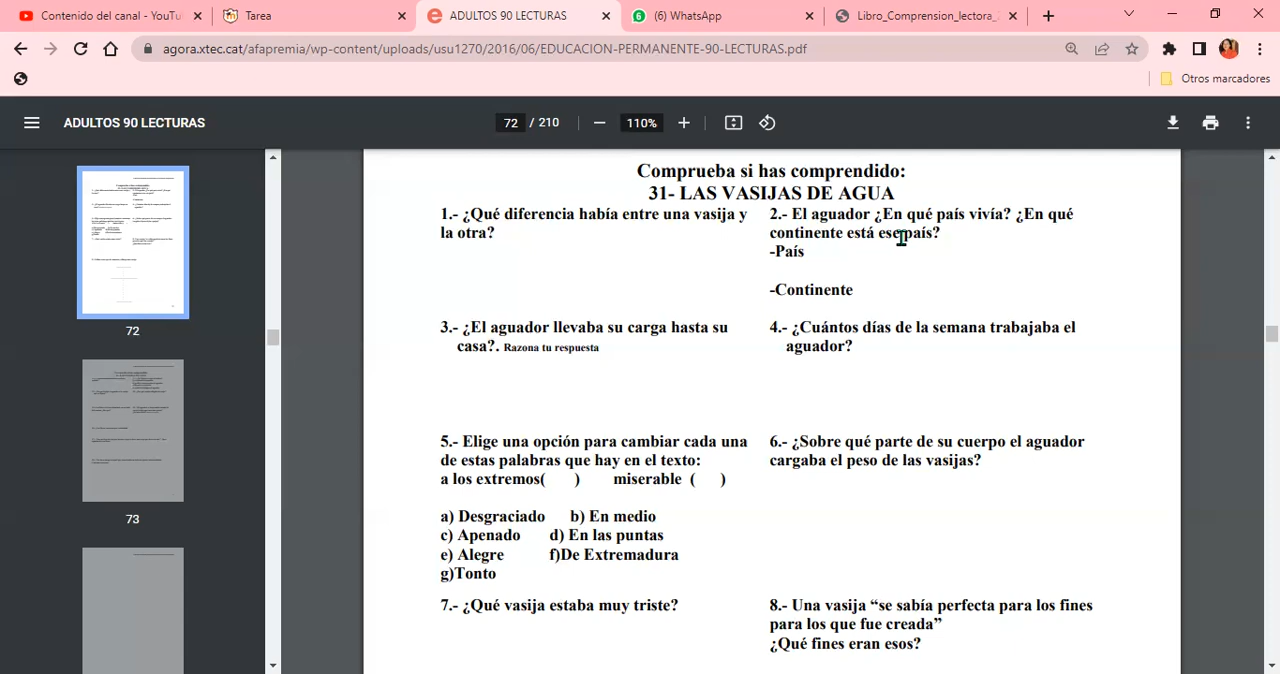 Contenido del canal - YouTu
Tarea
ADULTOS 90 LECTURAS
(6) WhatsApp
Libro_Comprension_lectora_
agora.xtec.cat/afapremia/wp-content/uploads/usu1270/2016/06/EDUCACION-PERMANENTE-90-LECTURAS.pdf
Otros marcadores
ADULTOS 90 LECTURAS
72 / 210
110%
72
73
Comprueba si has comprendido:
31- LAS VASIJAS DE AGUA
1.- ¿Qué diferencia había entre una vasija y
la otra?
2.- El aguador ¿En qué país vivía? ¿En qué
continente está ese país?
-País
-Continente
3.- ¿El aguador llevaba su carga hasta su
casa?. Razona tu respuesta
4.- ¿Cuántos días de la semana trabajaba el
aguador?
5.- Elige una opción para cambiar cada una
de estas palabras que hay en el texto:
a los extremos( ) miserable ( )
a) Desgraciado b) En medio
c) Apenado d) En las puntas
e) Alegre f)De Extremadura
g)Tonto
6.- ¿Sobre qué parte de su cuerpo el aguador
cargaba el peso de las vasijas?
7.- ¿Qué vasija estaba muy triste?
8.- Una vasija “se sabía perfecta para los fines
para los que fue creada”
¿Qué fines eran esos?